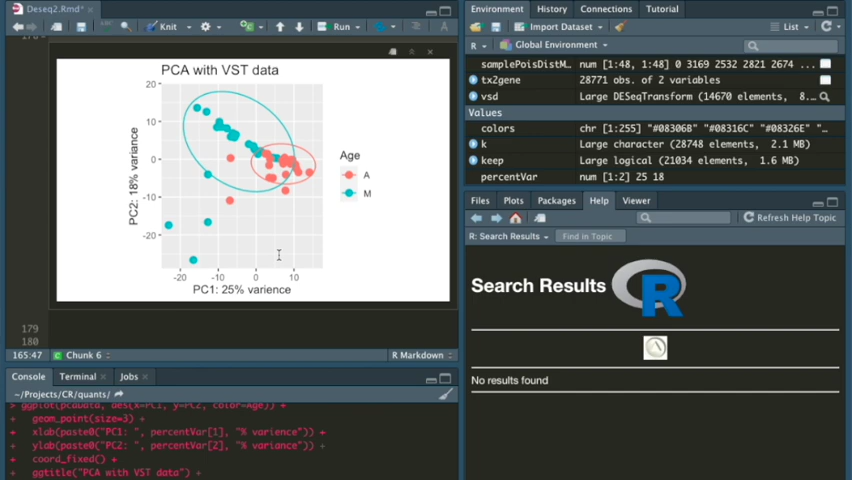 Deseq2.Rmd*
Knit
Run
PCA with VST data
20
10
0
-10
-20
-20
-10
0
10
PC2: 18% variance
PC1: 25% varience
Age
A
M
179
180
165:47
Chunk 6
R Markdown
Console
Terminal
Jobs
~/Projects/CR/quants/
> ggplot(pcaData, aes(x=PC1, y=PC2, color=Age)) +
+ geom_point(size=3) +
+ xlab(paste0("PC1: ", percentVar[1], "% varience")) +
+ ylab(paste0("PC2: ", percentVar[2], "% variance")) +
+ coord_fixed() +
+ ggtitle("PCA with VST data") +
Environment
History
Connections
Tutorial
Import Dataset
List
R
Global Environment
samplePoisDistM… num [1:48, 1:48] 0 3169 2532 2821 2674 ...
tx2gene 28771 obs. of 2 variables
vsd Large DESeqTransform (14670 elements, 8...
Values
colors chr [1:255] "#08306B" "#08316C" "#08326E" "…
k Large character (28748 elements, 2.1 MB)
keep Large logical (21034 elements, 1.6 MB)
percentVar num [1:2] 25 18
Files
Plots
Packages
Help
Viewer
Refresh Help Topic
R: Search Results
Find in Topic
Search Results
R
No results found